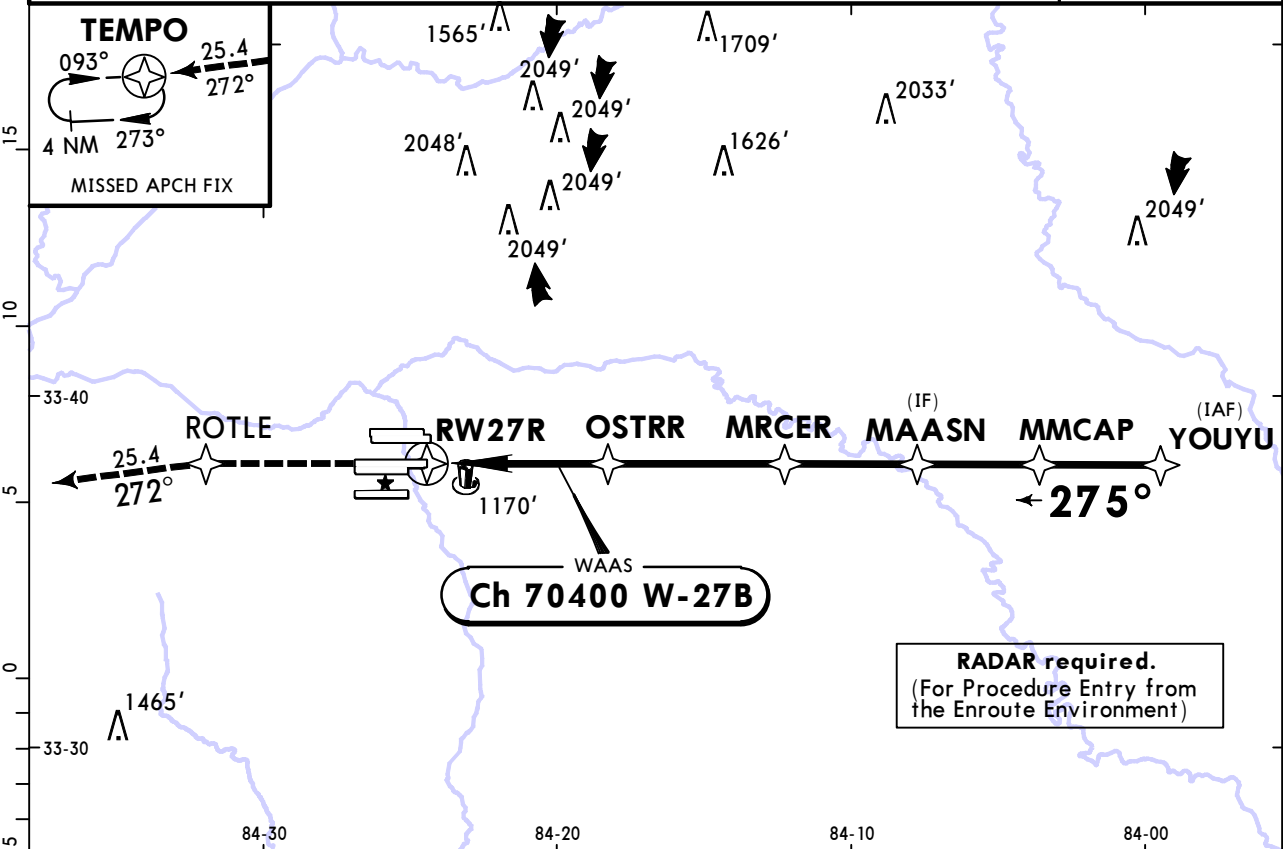 TEMPO
093°
25.4
272°
4 NM
273°
MISSED APCH FIX
1565'
1709'
2049'
2049'
2033'
2048'
1626'
2049'
2049'
2049'
15
10
5
0
5
33-40
33-30
ROTLE
RW27R
OSTRR
MRCER
(IF)
MAASN
MMCAP
(IAF)
YOUYU
25.4
272°
1170'
275°
WAAS
Ch 70400 W-27B
RADAR required.
(For Procedure Entry from
the Enroute Environment)
1465'
84-30
84-20
84-10
84-00